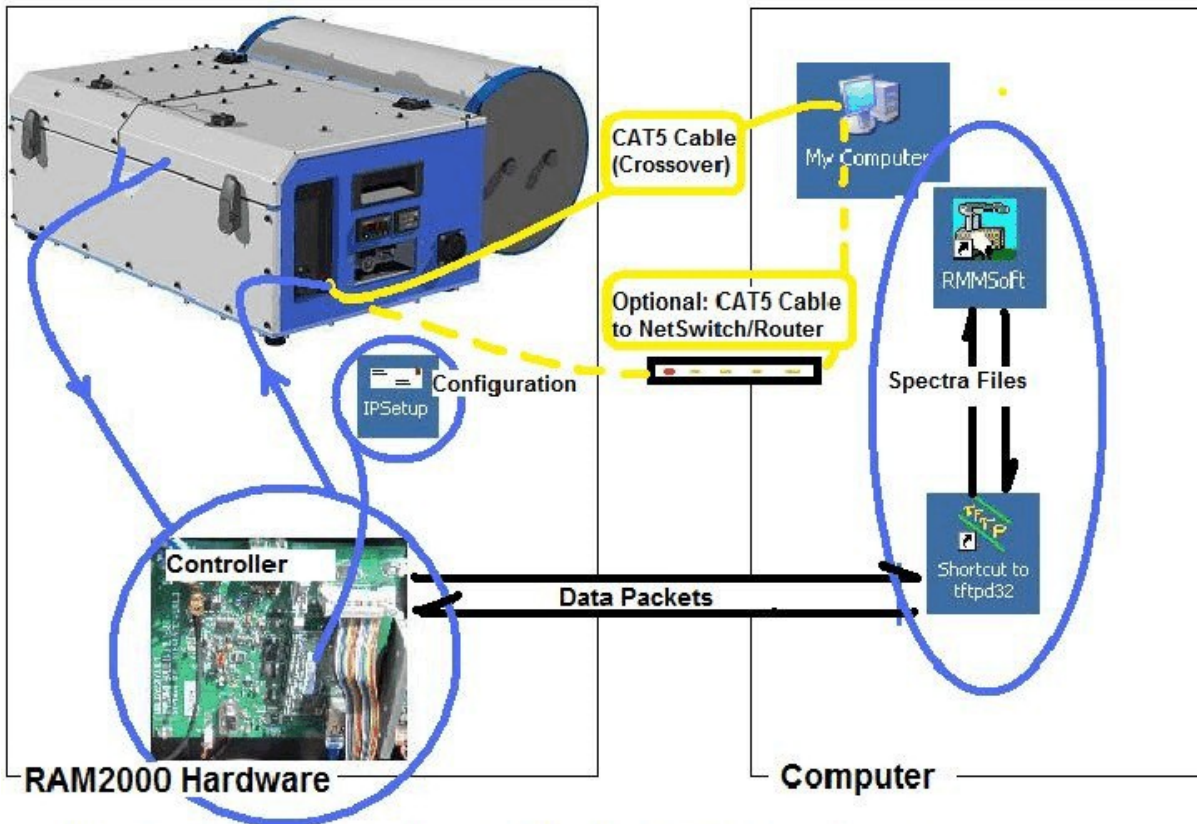 CAT5 Cable
(Crossover)
My Computer
RMMSoft
Optional: CAT5 Cable
to NetSwitch/Router
Configuration
IPSetup
Spectra Files
Controller
TFTP
Shortcut to
tftpd32
Data Packets
RAM2000 Hardware
Computer